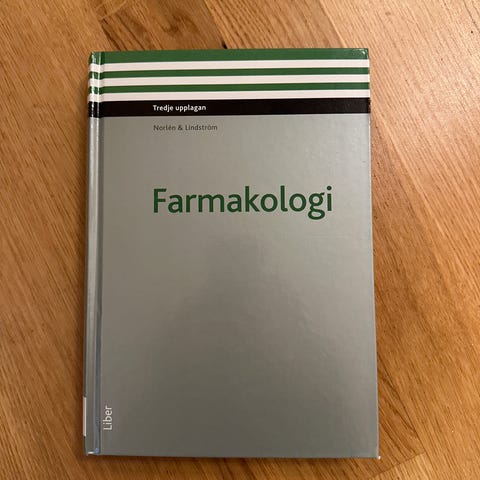 Tredje upplagan
Norlén & Lindström
Farmakologi
Liber